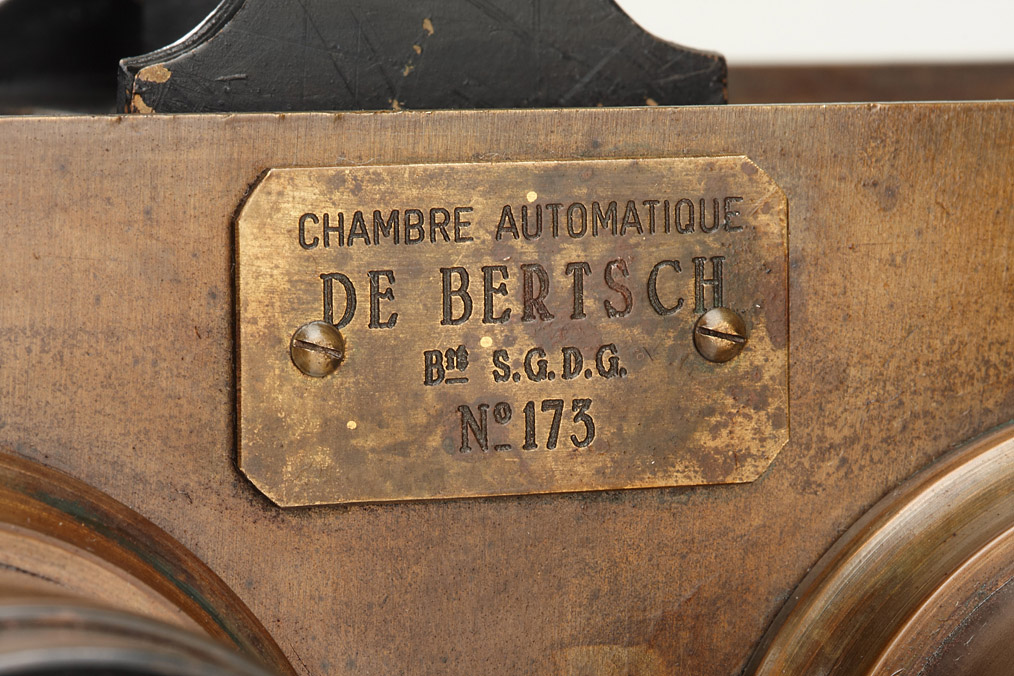 CHAMBRE AUTOMATIQUE
DE BERTSCH
Bté S.G.D.G.
No 173